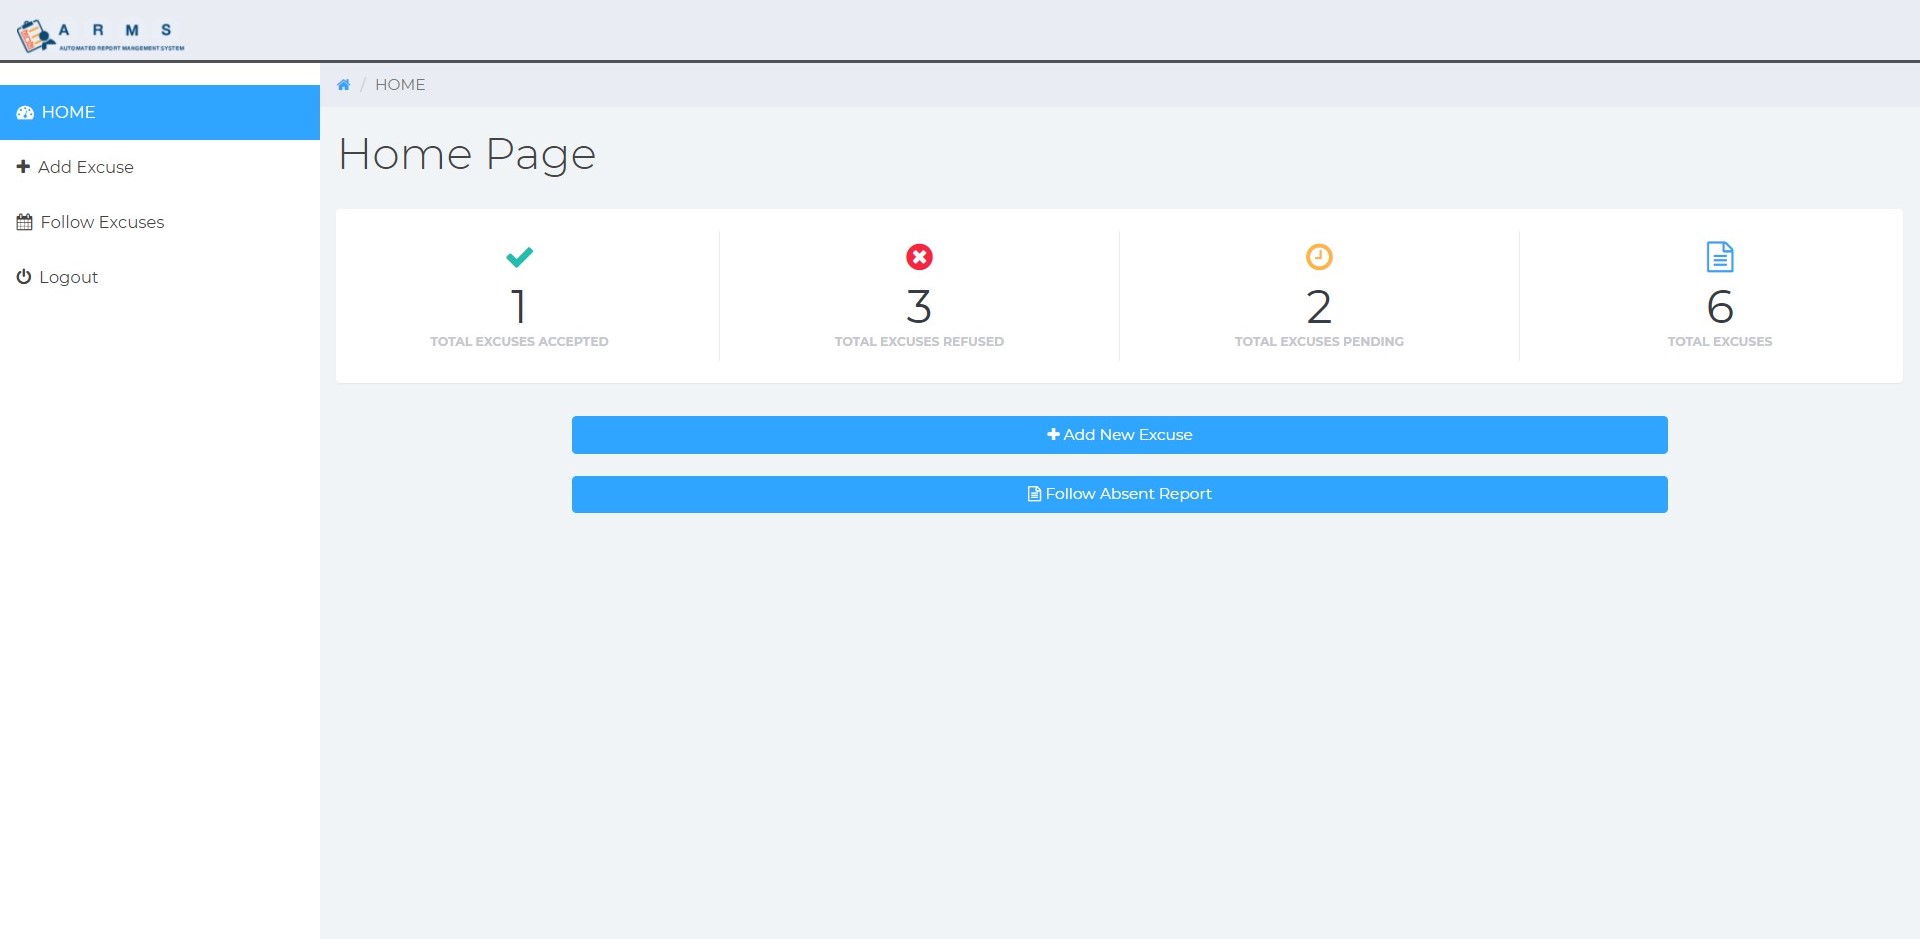 A R M S
AUTOMATED REPORT MANGEMENT SYSTEM
HOME
Add Excuse
Follow Excuses
Logout
/ HOME
Home Page
1
TOTAL EXCUSES ACCEPTED
3
TOTAL EXCUSES REFUSED
2
TOTAL EXCUSES PENDING
6
TOTAL EXCUSES
Add New Excuse
Follow Absent Report